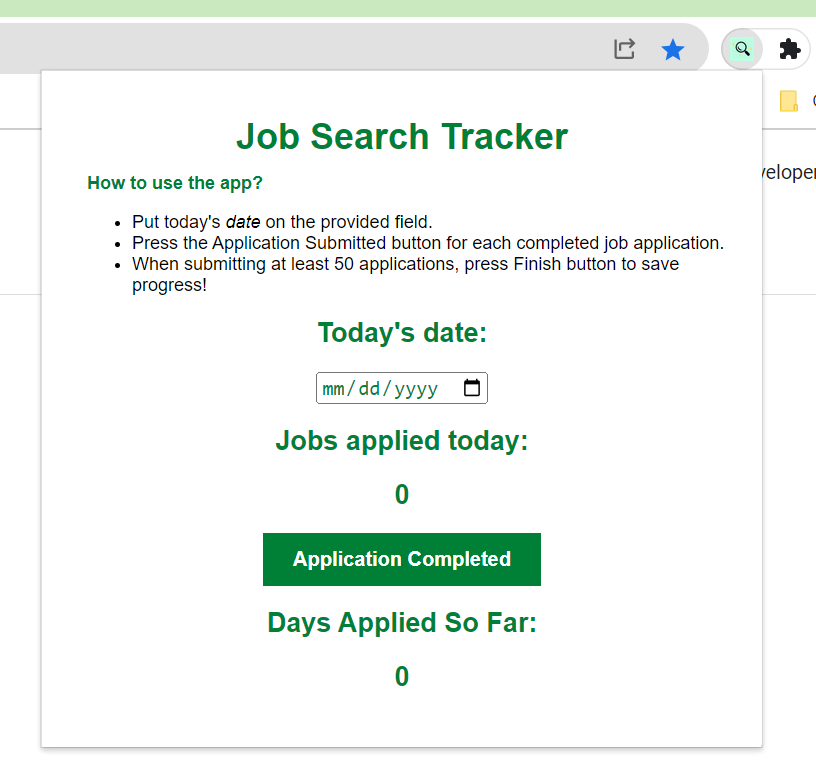 Job Search Tracker
How to use the app?
Put today's date on the provided field.
Press the Application Submitted button for each completed job application.
When submitting at least 50 applications, press Finish button to save
progress!
Today's date:
mm/dd/yyyy
Jobs applied today:
0
Application Completed
Days Applied So Far:
0